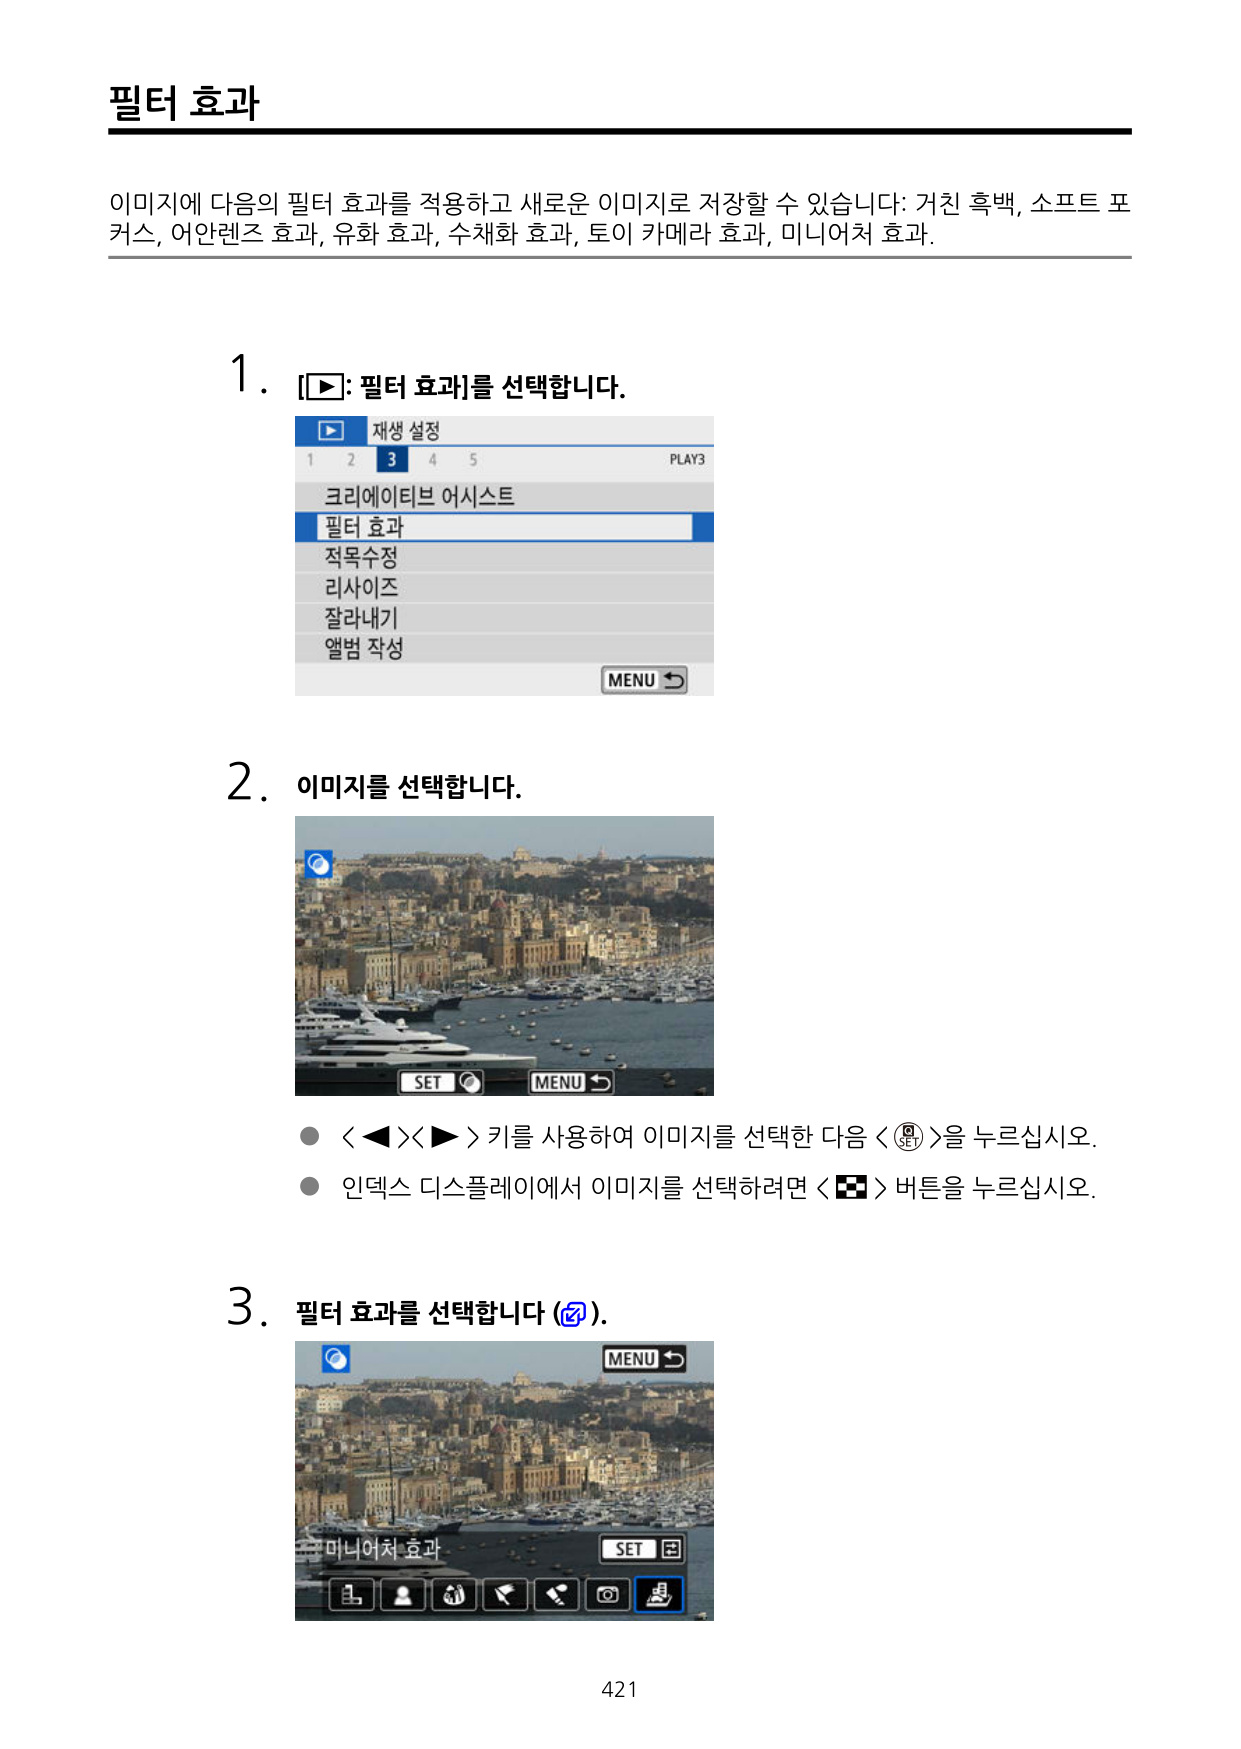 필터 효과
이미지에 다음의 필터 효과를 적용하고 새로운 이미지로 저장할 수 있습니다: 거친 흑백, 소프트 포
커스, 어안렌즈 효과, 유화 효과, 수채화 효과, 토이 카메라 효과, 미니어처 효과.
1. [▶: 필터 효과]를 선택합니다.
재생 설정
1 2 3 4 5 PLAY3
크리에이티브 어시스트
필터 효과
적목수정
리사이즈
잘라내기
앨범 작성
MENU
2. 이미지를 선택합니다.
SET MENU
● < ◀ >< ▶ > 키를 사용하여 이미지를 선택한 다음 < Q SET >을 누르십시오.
● 인덱스 디스플레이에서 이미지를 선택하려면 < > 버튼을 누르십시오.
3. 필터 효과를 선택합니다 ( ).
MENU
미니어처 효과 SET
421